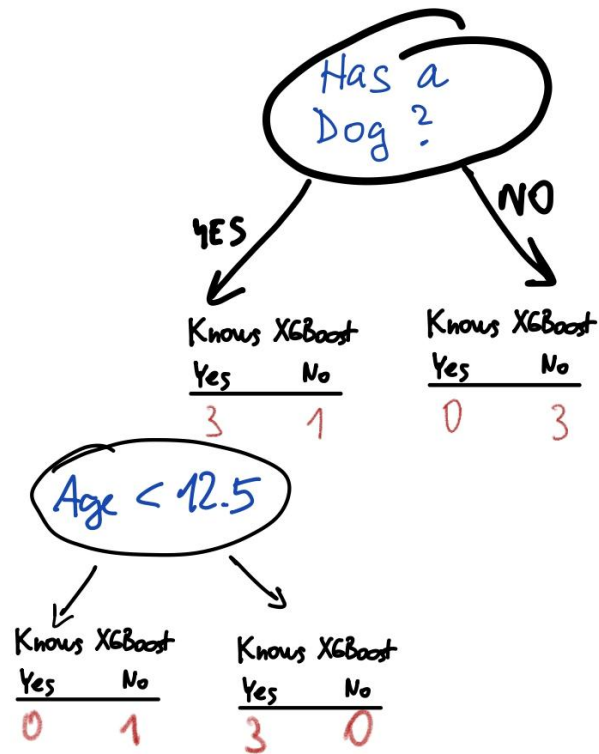 Has a
Dog?
YES
NO
Knows XGBoost
Yes No
3 1
Knows XGBoost
Yes No
0 3
Age < 12.5
Knows XGBoost
Yes No
0 1
Knows XGBoost
Yes No
3 0